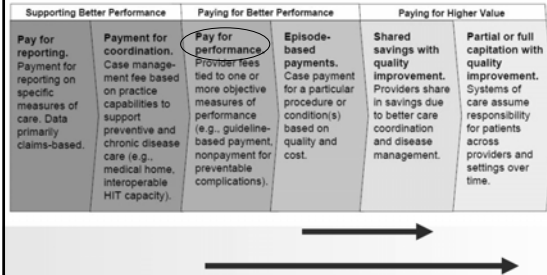 Supporting Better Performance
Paying for Better Performance
Paying for Higher Value
Pay for
reporting.
Payment for
reporting on
specific
measures of
care. Data
primarily
claims-based.
Payment for
coordination.
Case manage-
ment fee based
on practice
capabilities to
support
preventive and
chronic disease
care (e.g.,
medical home.
interoperable
HIT capacity).
Pay for
performance.
Provider fees
tied to one or
more objective
measures of
performance
(e.g., guideline-
based payment,
nonpayment for
preventable
complications).
Episode-
based
payments.
Case payment
for a particular
procedure or
condition(s)
based on
quality and
cost.
Shared
savings with
quality
improvement.
Providers share
in savings due
to better care
coordination
and disease
management.
Partial or full
capitation with
quality
improvement.
Systems of
care assume
responsibility
for patients
across
providers and
settings over
time.